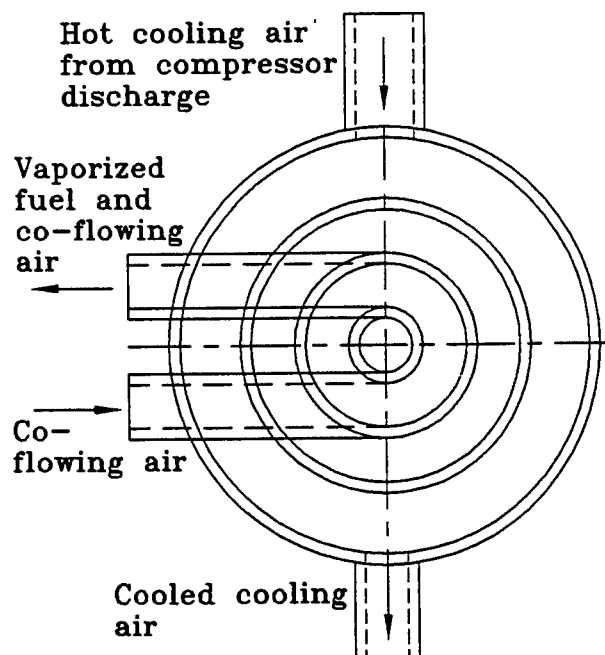 Hot cooling air
from compressor
discharge
Vaporized
fuel and
co-flowing
air
Co-
flowing air
Cooled cooling
air